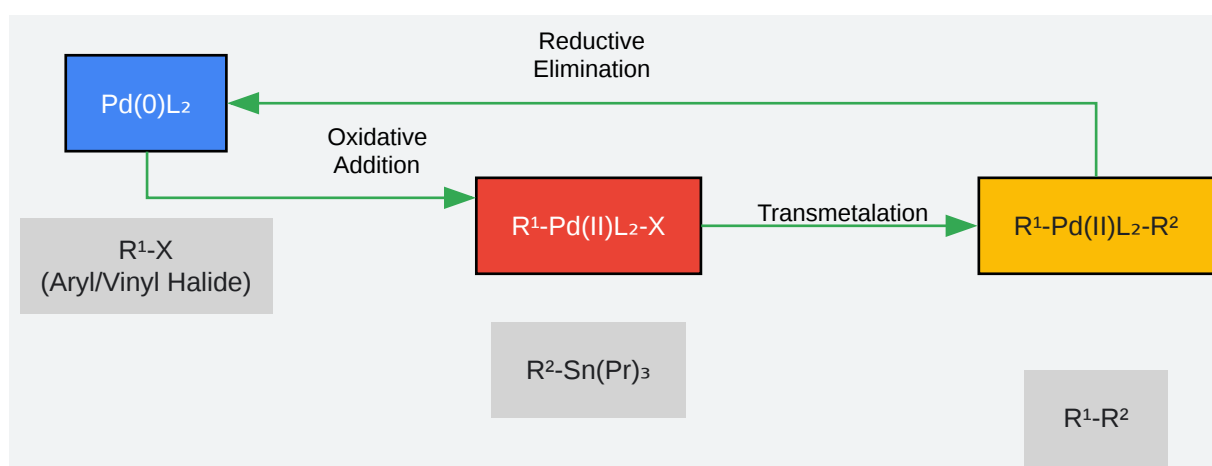 Reductive
Elimination
Pd(0)L₂
Oxidative
Addition
R¹-Pd(II)L₂-X
Transmetalation
R¹-Pd(II)L₂-R²
R¹-X
(Aryl/Vinyl Halide)
R²-Sn(Pr)₃
R¹-R²